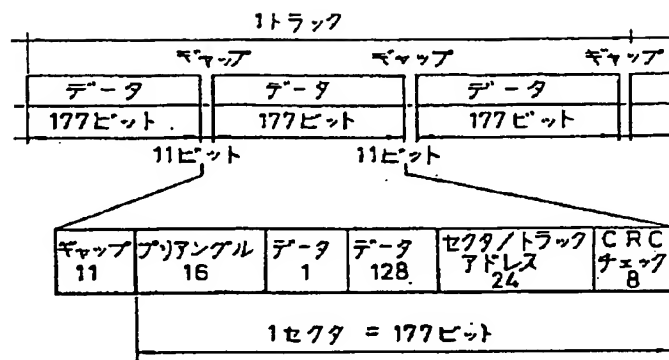 1トラック
ギャップ ギャップ ギャップ
データ データ データ
177ビット 177ビット 177ビット
11ビット 11ビット
ギャップ プリアングル データ データ セクタ/トラック CRC
アドレス チェック
11 16 1 128 24 8
1セクタ = 177ビット